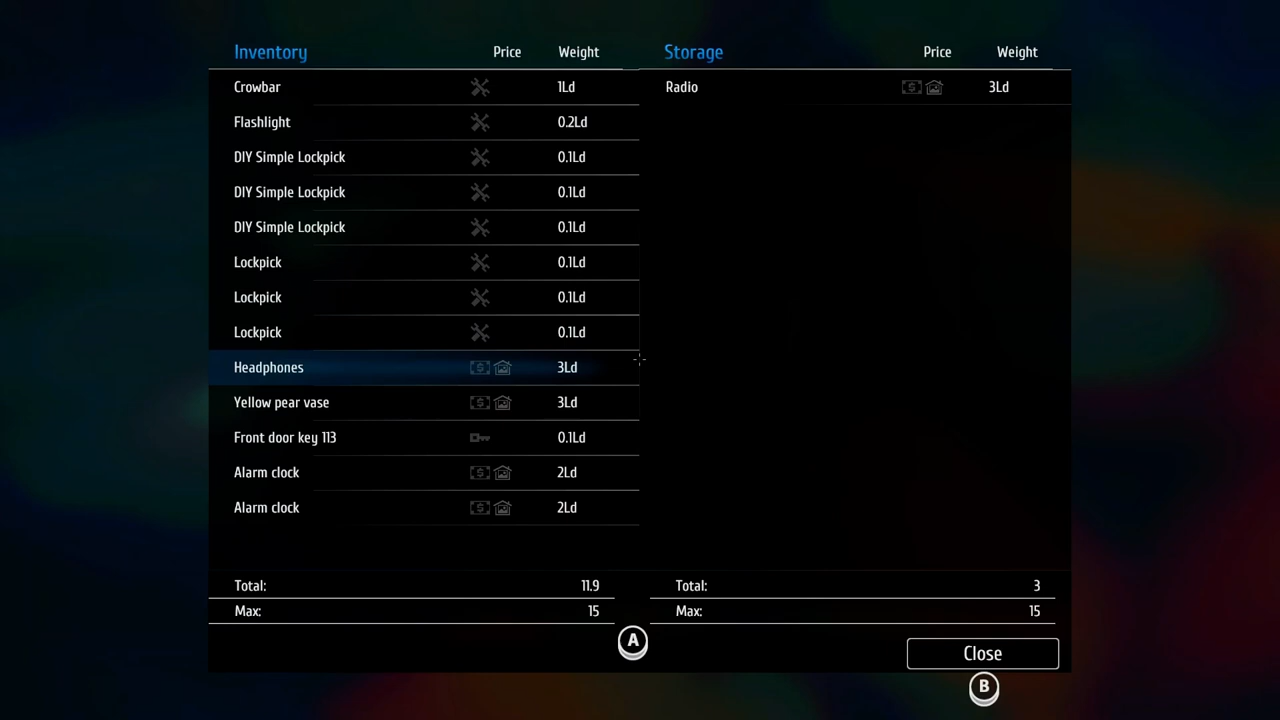 Inventory Price Weight
Crowbar 1Ld
Flashlight 0.2Ld
DIY Simple Lockpick 0.1Ld
DIY Simple Lockpick 0.1Ld
DIY Simple Lockpick 0.1Ld
Lockpick 0.1Ld
Lockpick 0.1Ld
Lockpick 0.1Ld
Headphones 3Ld
Yellow pear vase 3Ld
Front door key 113 0.1Ld
Alarm clock 2Ld
Alarm clock 2Ld
Total: 11.9
Max: 15
Storage Price Weight
Radio 3Ld
Total: 3
Max: 15
A
Close
B